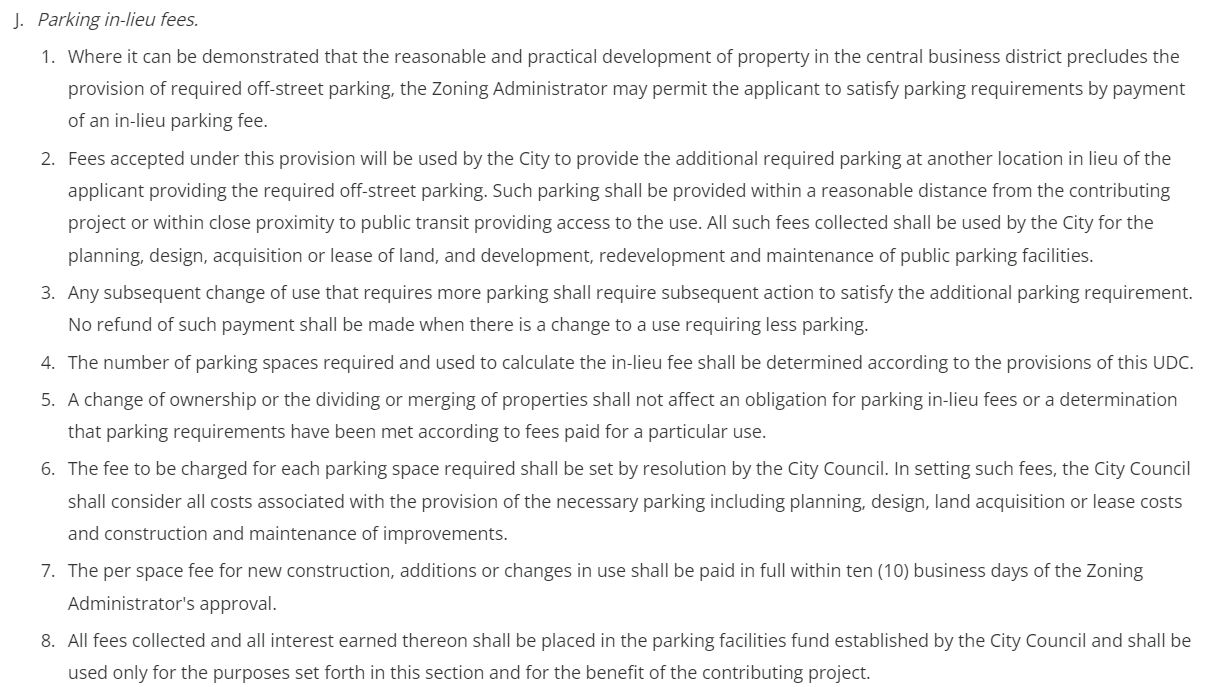 J. Parking in-lieu fees.
1. Where it can be demonstrated that the reasonable and practical development of property in the central business district precludes the
provision of required off-street parking, the Zoning Administrator may permit the applicant to satisfy parking requirements by payment
of an in-lieu parking fee.
2. Fees accepted under this provision will be used by the City to provide the additional required parking at another location in lieu of the
applicant providing the required off-street parking. Such parking shall be provided within a reasonable distance from the contributing
project or within close proximity to public transit providing access to the use. All such fees collected shall be used by the City for the
planning, design, acquisition or lease of land, and development, redevelopment and maintenance of public parking facilities.
3. Any subsequent change of use that requires more parking shall require subsequent action to satisfy the additional parking requirement.
No refund of such payment shall be made when there is a change to a use requiring less parking.
4. The number of parking spaces required and used to calculate the in-lieu fee shall be determined according to the provisions of this UDC.
5. A change of ownership or the dividing or merging of properties shall not affect an obligation for parking in-lieu fees or a determination
that parking requirements have been met according to fees paid for a particular use.
6. The fee to be charged for each parking space required shall be set by resolution by the City Council. In setting such fees, the City Council
shall consider all costs associated with the provision of the necessary parking including planning, design, land acquisition or lease costs
and construction and maintenance of improvements.
7. The per space fee for new construction, additions or changes in use shall be paid in full within ten (10) business days of the Zoning
Administrator's approval.
8. All fees collected and all interest earned thereon shall be placed in the parking facilities fund established by the City Council and shall be
used only for the purposes set forth in this section and for the benefit of the contributing project.